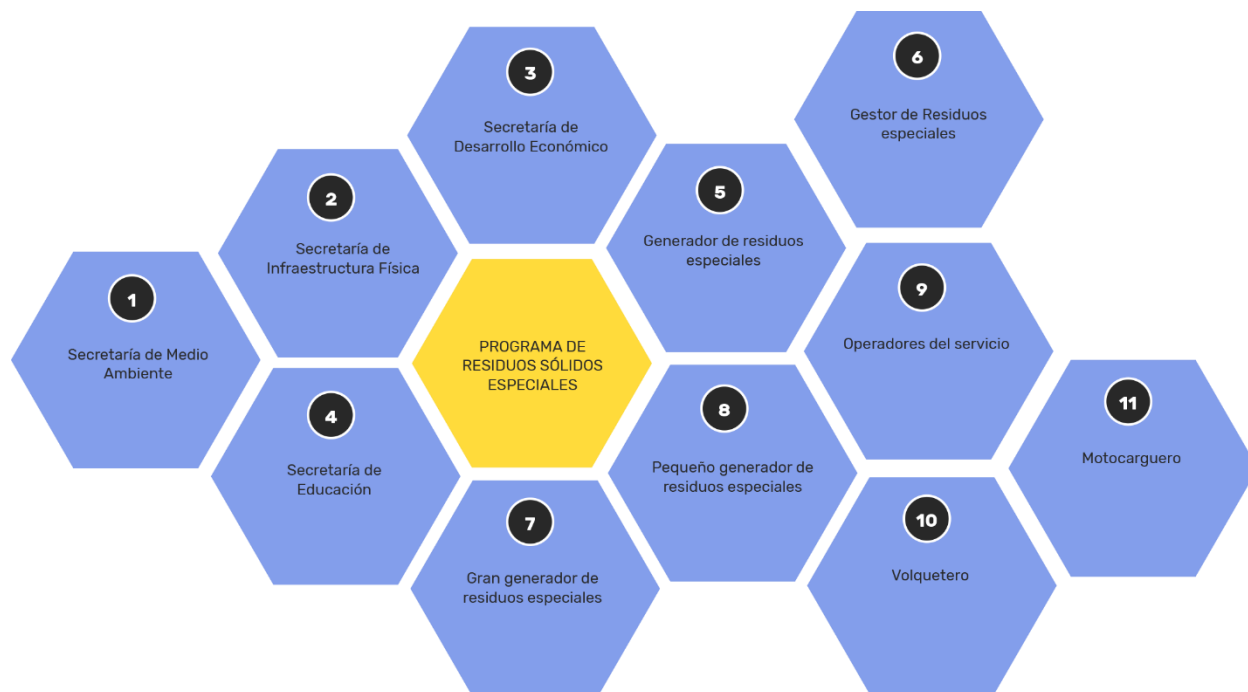 1
Secretaría de Medio
Ambiente
2
Secretaría de
Infraestructura Física
3
Secretaría de
Desarrollo Económico
4
Secretaría de
Educación
PROGRAMA DE
RESIDUOS SÓLIDOS
ESPECIALES
5
Generador de residuos
especiales
6
Gestor de Residuos
especiales
7
Gran generador de
residuos especiales
8
Pequeño generador de
residuos especiales
9
Operadores del servicio
10
Volquetero
11
Motocarguero